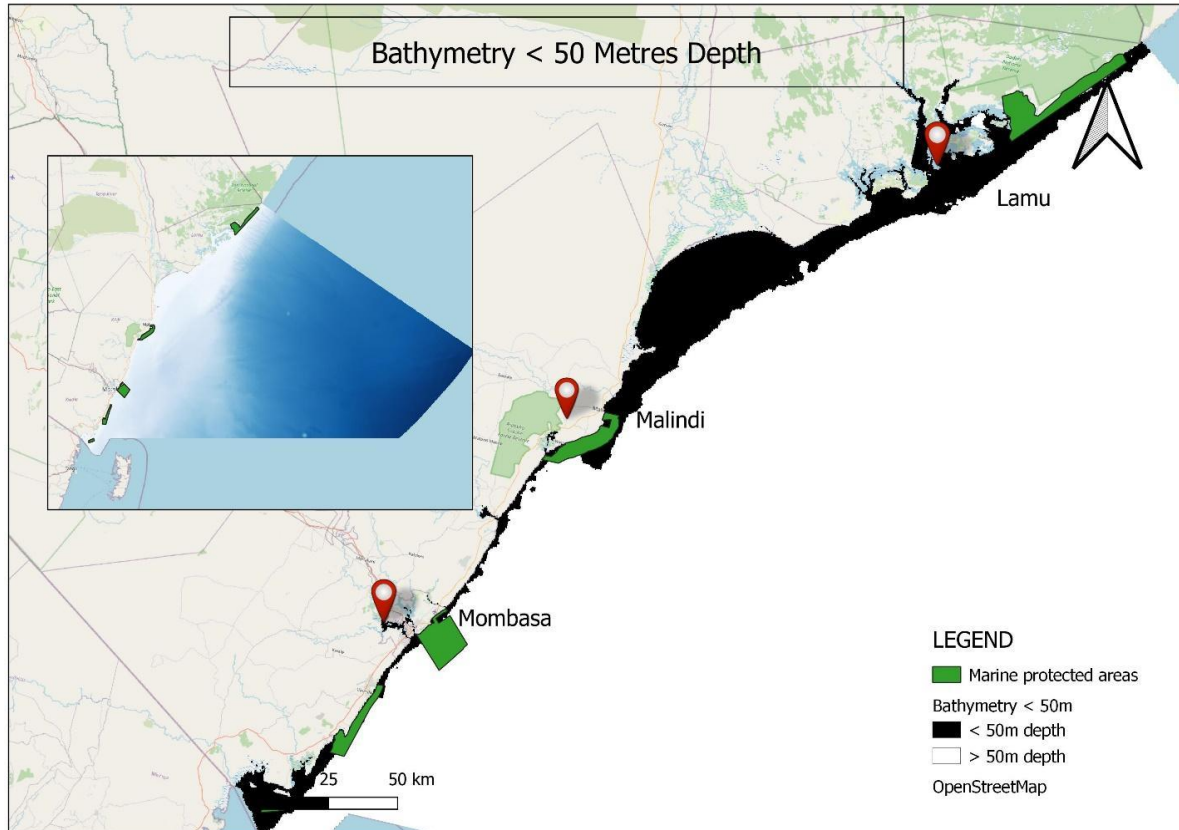 Bathymetry < 50 Metres Depth
Lamu
Malindi
Mombasa
LEGEND
Marine protected areas
Bathymetry < 50m
< 50m depth
> 50m depth
OpenStreetMap
25 50 km